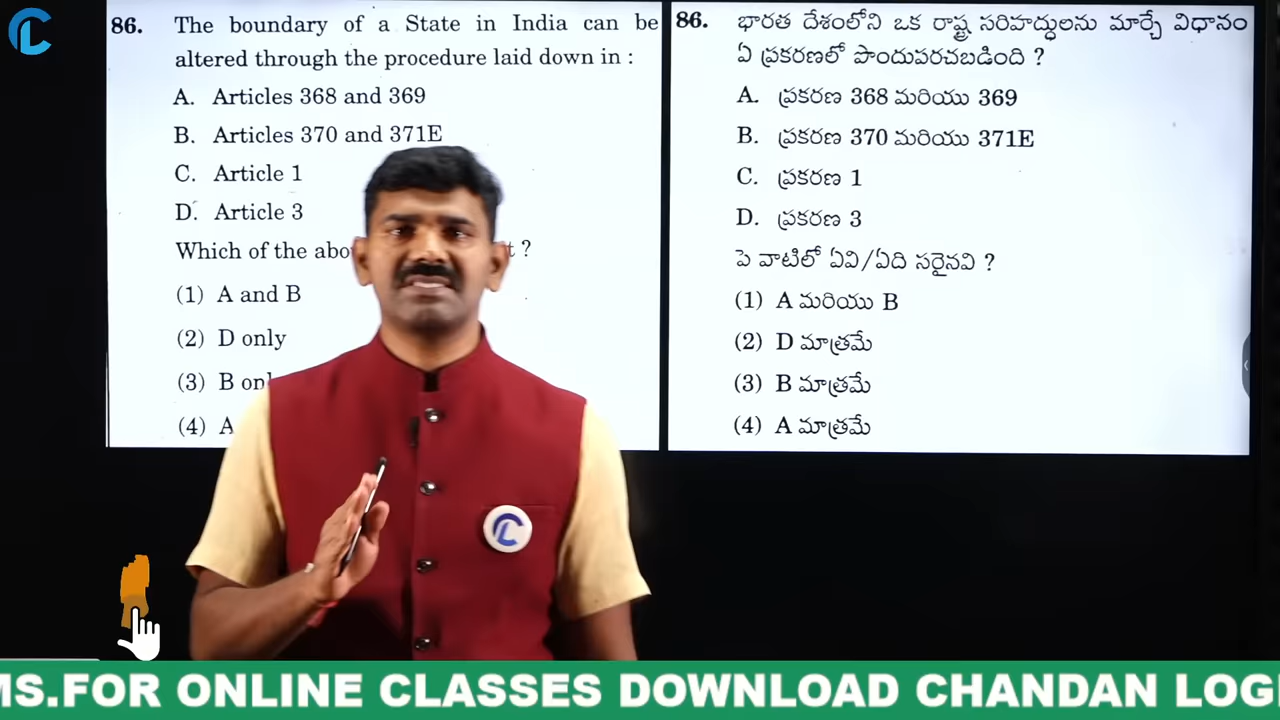 86. The boundary of a State in India can be
altered through the procedure laid down in :
A. Articles 368 and 369
B. Articles 370 and 371E
C. Article 1
D. Article 3
Which of the abo t ?
(1) A and B
(2) D only
(3) B onl
(4) A
86. భారత దేశంలోని ఒక రాష్ట్ర సరిహద్ధులను మార్చే విధానం
ఏ ప్రకరణలో పొందుపరచబడింది ?
A. ప్రకరణ 368 మరియు 369
B. ప్రకరణ 370 మరియు 371E
C. ప్రకరణ 1
D. ప్రకరణ 3
పై వాటిలో ఏవి/ఏది సరైనవి ?
(1) A మరియు B
(2) D మాత్రమే
(3) B మాత్రమే
(4) A మాత్రమే
MS.FOR ONLINE CLASSES DOWNLOAD CHANDAN LOGI